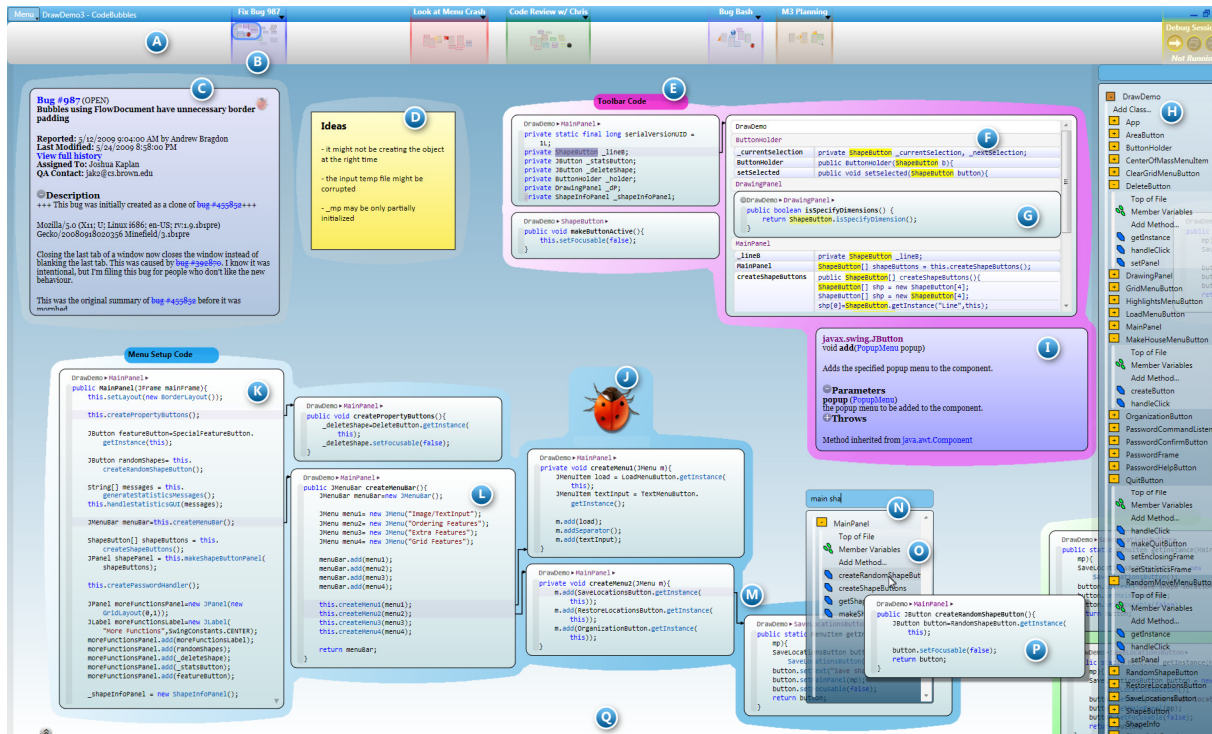 Menu DrawDemo3 - CodeBubbles
Fix Bug 987
Look at Menu Crash
Code Review w/ Chris
Bug Bash
M3 Planning
Debug Sessi
Not Runnin
A
B
C
Bug #987 (OPEN)
Bubbles using FlowDocument have unnecessary border
padding
Reported: 5/12/2009 9:04:00 AM by Andrew Bragdon
Last Modified: 5/24/2009 8:58:00 PM
View full history
Assigned To: Joshua Kaplan
QA Contact: jak2@cs.brown.edu
Description
+++ This bug was initially created as a clone of bug #455852+++
Mozilla/5.0 (X11; U; Linux i686; en-US; rv:1.9.1b1pre)
Gecko/20080918020356 Minefield/3.1b1pre
Closing the last tab of a window now closes the window instead of
blanking the last tab. This was caused by bug #392870. I know it was
intentional, but I'm filing this bug for people who don't like the new
behaviour.
This was the original summary of bug #455852 before it was
morphed
D
Ideas
- it might not be creating the object
at the right time
- the input temp file might be
corrupted
- _mp may be only partially
initialized
Toolbar Code
E
DrawDemo▸MainPanel▸
private static final long serialVersionUID =
1L;
private ShapeButton _lineB;
private JButton _statsButton;
private JButton _deleteShape;
private ButtonHolder _holder;
private DrawingPanel _dP;
private ShapeInfoPanel _shapeInfoPanel;
DrawDemo▸ShapeButton▸
public void makeButtonActive(){
this.setFocusable(false);
}
F
DrawDemo
ButtonHolder
_currentSelection private ShapeButton _currentSelection, _nextSelection;
ButtonHolder public ButtonHolder(ShapeButton b){
setSelected public void setSelected(ShapeButton button){
DrawingPanel
DrawDemo▸DrawingPanel▸
public boolean isSpecifyDimensions() {
return ShapeButton.isSpecifyDimension();
}
G
MainPanel
_lineB private ShapeButton _lineB;
MainPanel ShapeButton[] shapeButtons = this.createShapeButtons();
createShapeButtons public ShapeButton[] createShapeButtons(){
ShapeButton[] shp = new ShapeButton[4];
ShapeButton[] shp = new ShapeButton[4];
shp[0]=ShapeButton.getInstance("Line",this);
I
javax.swing.JButton
void add(PopupMenu popup)
Adds the specified popup menu to the component.
Parameters
popup (PopupMenu)
the popup menu to be added to the component.
Throws
Method inherited from java.awt.Component
H
DrawDemo
Add Class...
App
AreaButton
ButtonHolder
CenterOfMassMenuItem
ClearGridMenuButton
DeleteButton
Top of File
Member Variables
Add Method...
getInstance
handleClick
setPanel
DrawingPanel
GridMenuButton
HighlightsMenuButton
LoadMenuButton
MainPanel
MakeHouseMenuButton
Top of File
Member Variables
Add Method...
createButton
handleClick
OrganizationButton
PasswordCommandListen
PasswordConfirmButton
PasswordFrame
PasswordHelpButton
QuitButton
Top of File
Member Variables
Add Method...
handleClick
makeQuitButton
setEnclosingFrame
setStatisticsFrame
RandomMoveMenuButton
Top of File
Member Variables
Add Method...
getInstance
handleClick
setPanel
RandomShapeButton
RestoreLocationsButton
SaveLocationsButton
ShapeButton
ShapeInfo
Menu Setup Code
K
DrawDemo▸MainPanel▸
public MainPanel(JFrame mainFrame){
this.setLayout(new BorderLayout());
this.createPropertyButtons();
JButton featureButton=SpecialFeatureButton.
getInstance(this);
JButton randomShapes= this.
createRandomShapeButton();
String[] messages = this.
generateStatisticsMessages();
this.handleStatisticsGUI(messages);
JMenuBar menuBar=this.createMenuBar();
ShapeButton[] shapeButtons = this.
createShapeButtons();
JPanel shapePanel = this.makeShapeButtonPanel(
shapeButtons);
this.createPasswordHandler();
JPanel moreFunctionsPanel=new JPanel(new
GridLayout(0,1));
JLabel moreFunctionsLabel=new JLabel(
"More Functions",SwingConstants.CENTER);
moreFunctionsPanel.add(moreFunctionsLabel);
moreFunctionsPanel.add(randomShapes);
moreFunctionsPanel.add(_deleteShape);
moreFunctionsPanel.add(_statsButton);
moreFunctionsPanel.add(featureButton);
_shapeInfoPanel = new ShapeInfoPanel();
DrawDemo▸MainPanel▸
public void createPropertyButtons(){
_deleteShape=DeleteButton.getInstance(
this);
_deleteShape.setFocusable(false);
}
L
DrawDemo▸MainPanel▸
public JMenuBar createMenuBar(){
JMenuBar menuBar=new JMenuBar();
JMenu menu1= new JMenu("Image/TextInput");
JMenu menu2= new JMenu("Ordering Features");
JMenu menu3= new JMenu("Extra Features");
JMenu menu4= new JMenu("Grid Features");
menuBar.add(menu1);
menuBar.add(menu2);
menuBar.add(menu3);
menuBar.add(menu4);
this.createMenu1(menu1);
this.createMenu2(menu2);
this.createMenu3(menu3);
this.createMenu4(menu4);
return menuBar;
}
J
DrawDemo▸MainPanel▸
private void createMenu1(JMenu m){
JMenuItem load = LoadMenuButton.getInstance(
this);
JMenuItem textInput = TextMenuButton.
getInstance();
m.add(load);
m.addSeparator();
m.add(textInput);
}
DrawDemo▸MainPanel▸
private void createMenu2(JMenu m){
m.add(SaveLocationsButton.getInstance(
this));
m.add(RestoreLocationsButton.getInstance(
this));
m.add(OrganizationButton.getInstance(
this));
}
M
main sha
N
MainPanel
Top of File
Member Variables
Add Method...
createRandomShapeBut
createShapeButtons
getShap
makeSh
O
DrawDemo▸MainPanel▸
public JButton createRandomShapeButton(){
JButton button=RandomShapeButton.getInstance(
this);
button.setFocusable(false);
return button;
}
P
public static
mp){
button.
return button;
}
Q